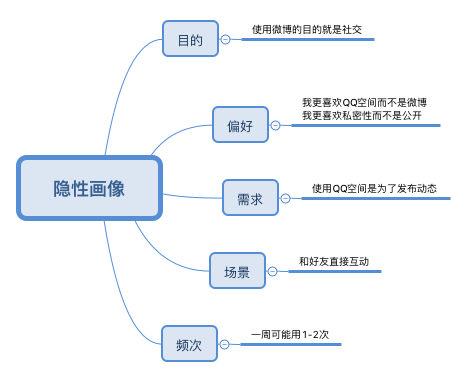 目的
使用微博的目的就是社交
偏好
我更喜欢QQ空间而不是微博
我更喜欢私密性而不是公开
隐性画像
需求
使用QQ空间是为了发布动态
场景
和好友直接互动
频次
一周可能用1-2次